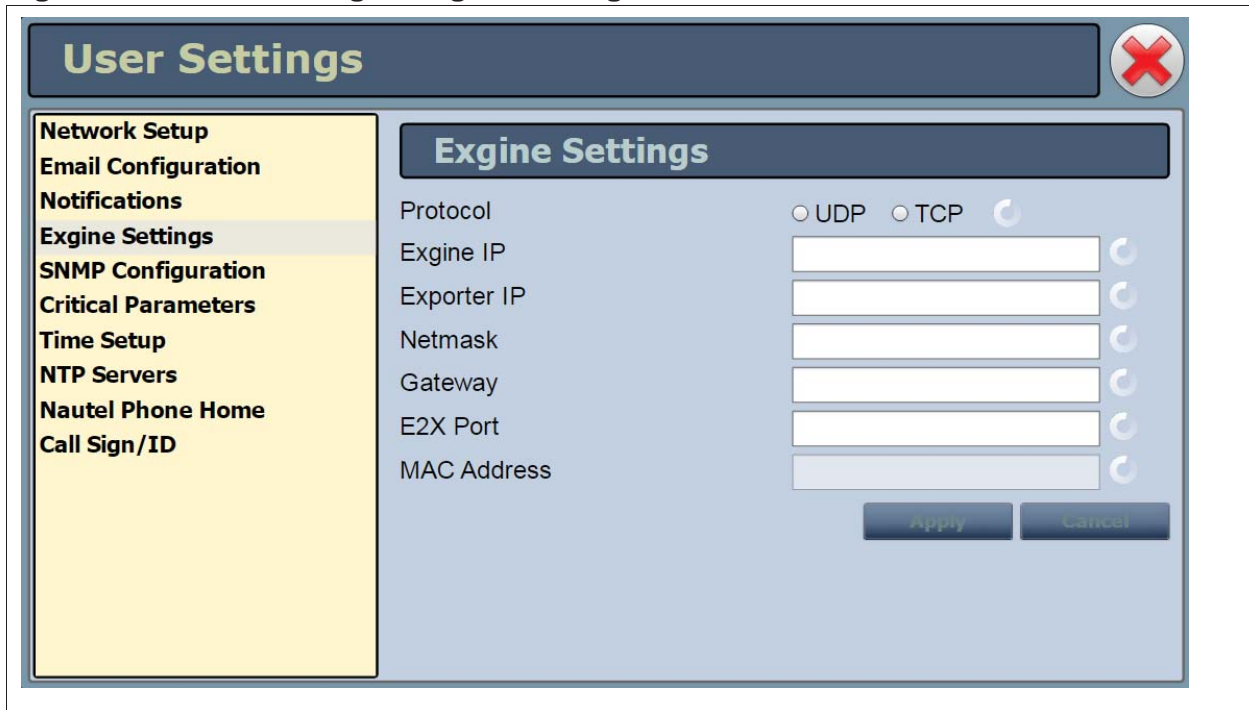 User Settings
Network Setup
Email Configuration
Notifications
Exgine Settings
SNMP Configuration
Critical Parameters
Time Setup
NTP Servers
Nautel Phone Home
Call Sign/ID
Exgine Settings
Protocol UDP TCP
Exgine IP
Exporter IP
Netmask
Gateway
E2X Port
MAC Address
Apply Cancel